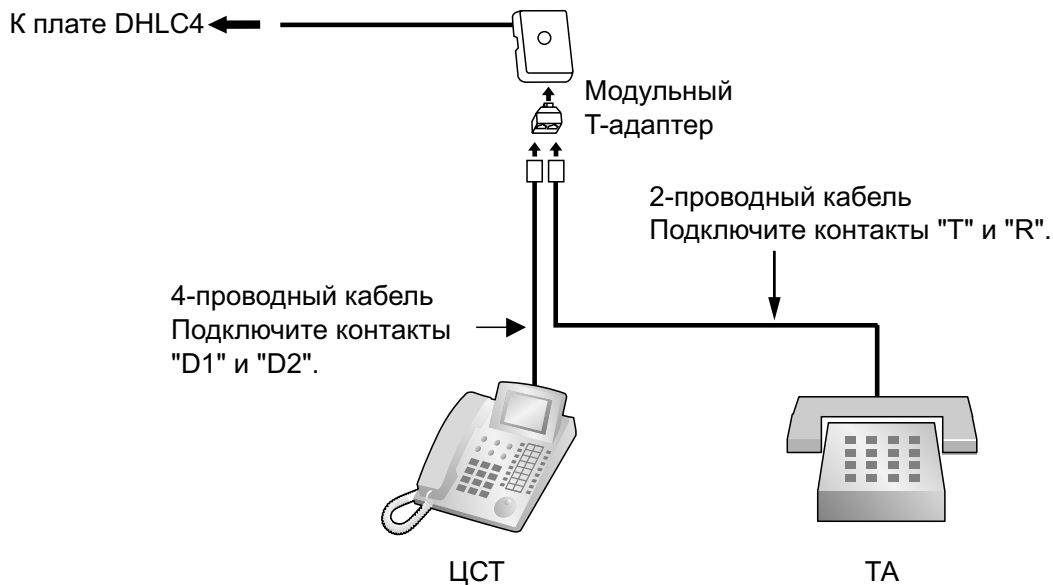 К плате DHLC4
Модульный
Т-адаптер
2-проводный кабель
Подключите контакты "T" и "R".
4-проводный кабель
Подключите контакты
"D1" и "D2".
ЦСТ
ТА